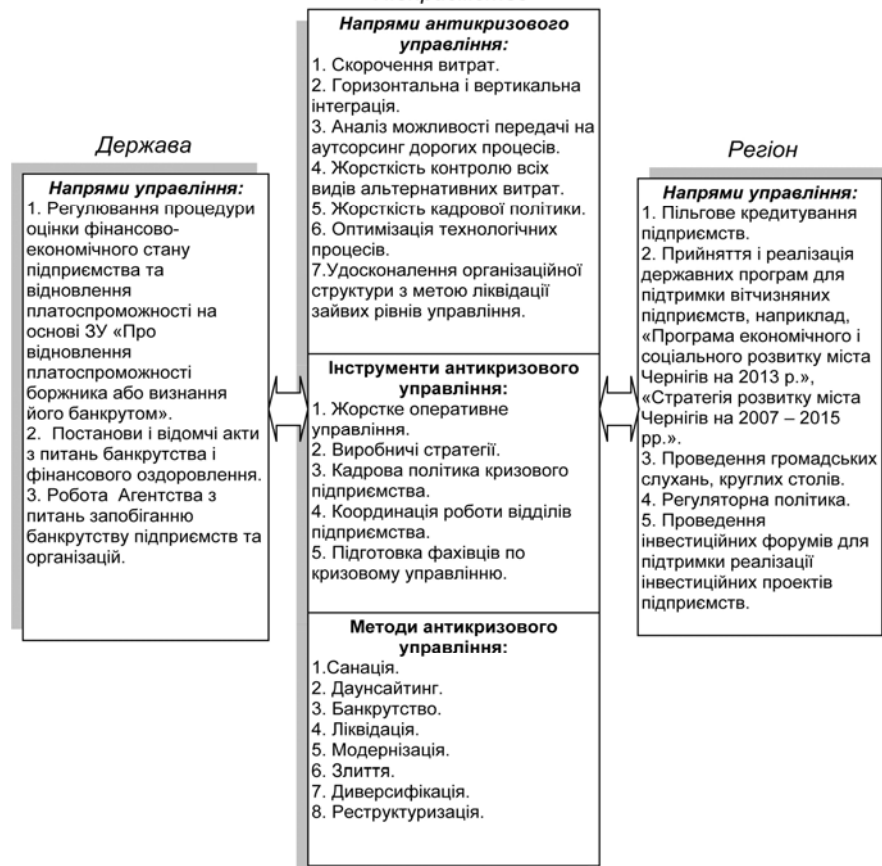 Напрями антикризового
управління:
1. Скорочення витрат.
2. Горизонтальна і вертикальна
інтеграція.
3. Аналіз можливості передачі на
аутсорсинг дорогих процесів.
4. Жорсткість контролю всіх
видів альтернативних витрат.
5. Жорсткість кадрової політики.
6. Оптимізація технологічних
процесів.
7.Удосконалення організаційної
структури з метою ліквідації
зайвих рівнів управління.
Держава
Напрями управління:
1. Регулювання процедури
оцінки фінансово-
економічного стану
підприємства та
відновлення
платоспроможності на
основі ЗУ «Про
відновлення
платоспроможності
боржника або визнання
його банкрутом».
2. Постанови і відомчі акти
з питань банкрутства і
фінансового оздоровлення.
3. Робота Агентства з
питань запобіганню
банкрутству підприємств та
організацій.
Інструменти антикризового
управління:
1. Жорстке оперативне
управління.
2. Виробничі стратегії.
3. Кадрова політика кризового
підприємства.
4. Координація роботи відділів
підприємства.
5. Підготовка фахівців по
кризовому управлінню.
Методи антикризового
управління:
1.Санація.
2. Даунсайтинг.
3. Банкрутство.
4. Ліквідація.
5. Модернізація.
6. Злиття.
7. Диверсифікація.
8. Реструктуризація.
Регіон
Напрями управління:
1. Пільгове кредитування
підприємств.
2. Прийняття і реалізація
державних програм для
підтримки вітчизняних
підприємств, наприклад,
«Програма економічного і
соціального розвитку міста
Чернігів на 2013 р.»,
«Стратегія розвитку міста
Чернігів на 2007 – 2015
рр.».
3. Проведення громадських
слухань, круглих столів.
4. Регуляторна політика.
5. Проведення
інвестиційних форумів для
підтримки реалізації
інвестиційних проектів
підприємств.